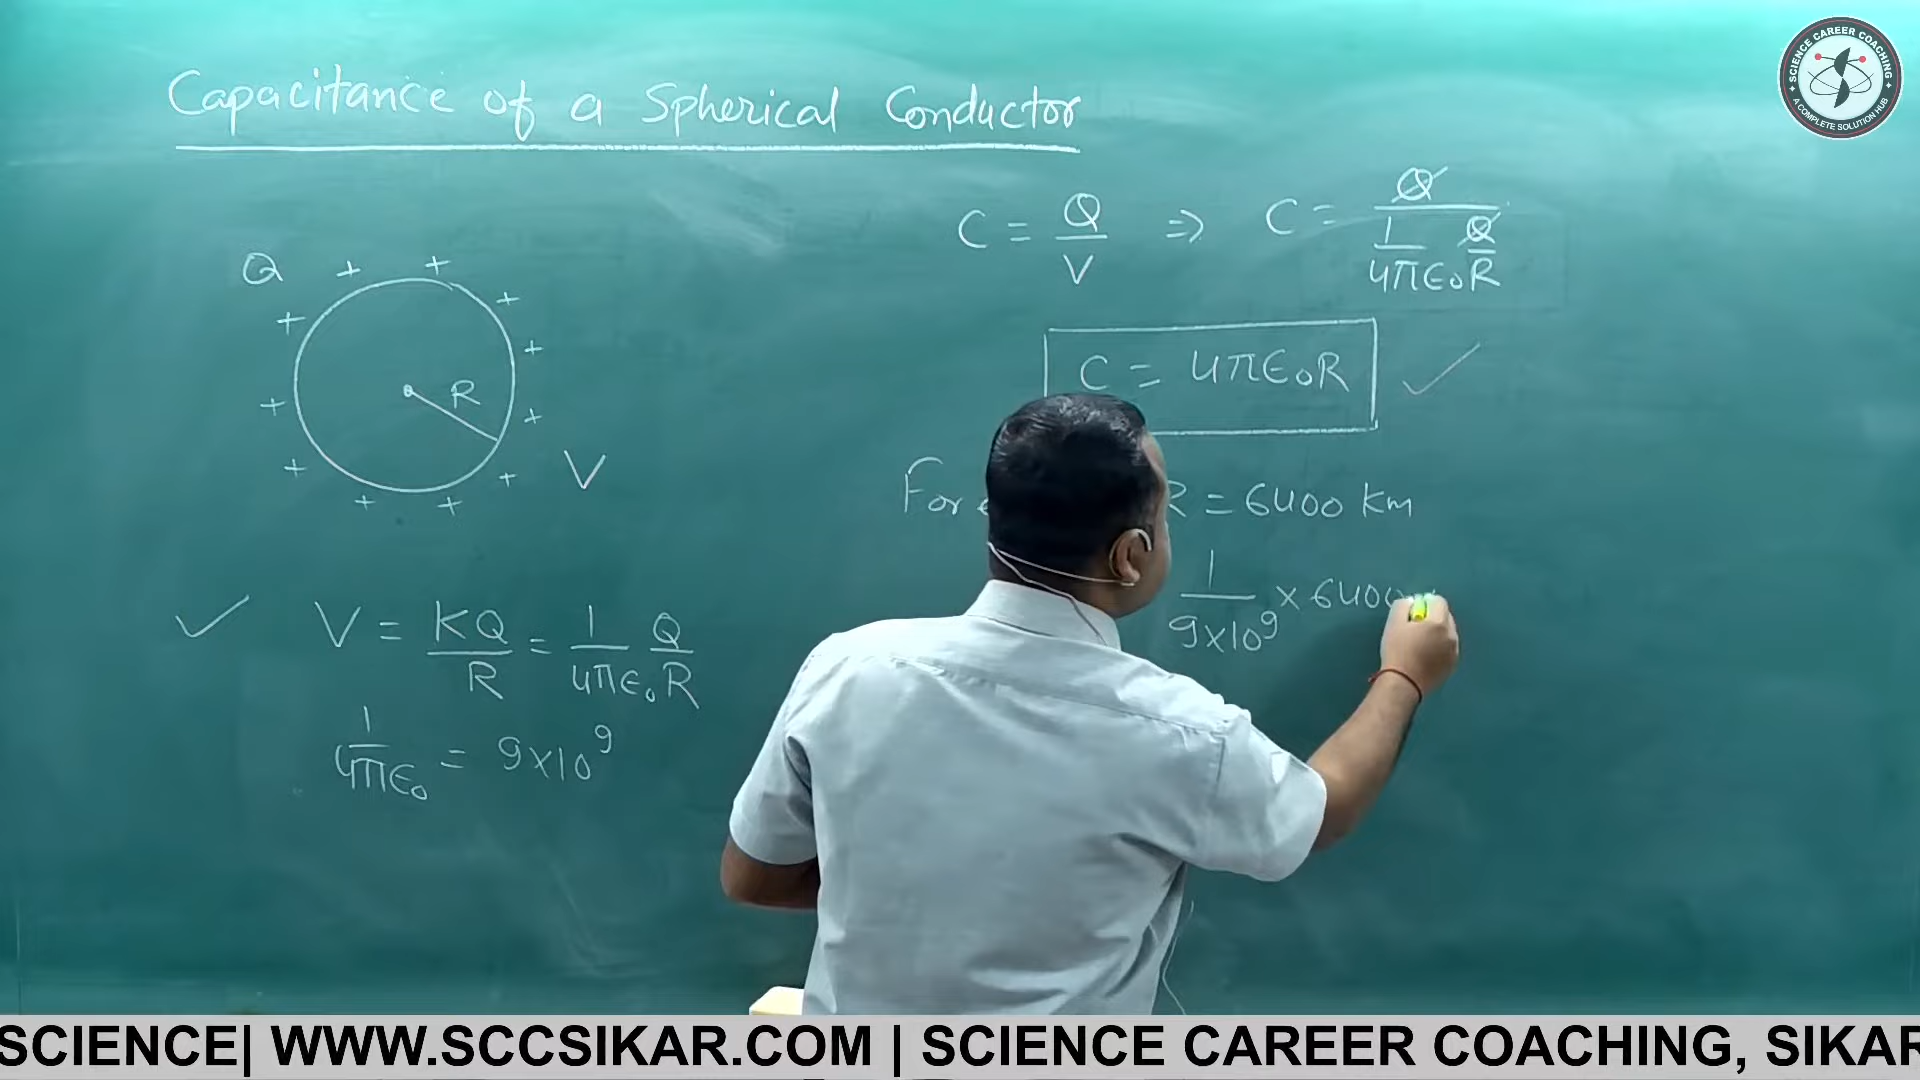 Capacitance of a Spherical Conductor
C = Q/V ⇒ C = Q / (1/4πϵ₀ Q/R)
C = 4πϵ₀R ✓
Q + + + + + + + + + + + +
R
V
For R = 6400 km
1/9×10⁹ × 6400
✓ V = KQ/R = 1/4πϵ₀ Q/R
1/4πϵ₀ = 9×10⁹
SCIENCE CAREER COACHING
A COMPLETE SOLUTION HUB
SCIENCE| WWW.SCCSIKAR.COM | SCIENCE CAREER COACHING, SIKAR